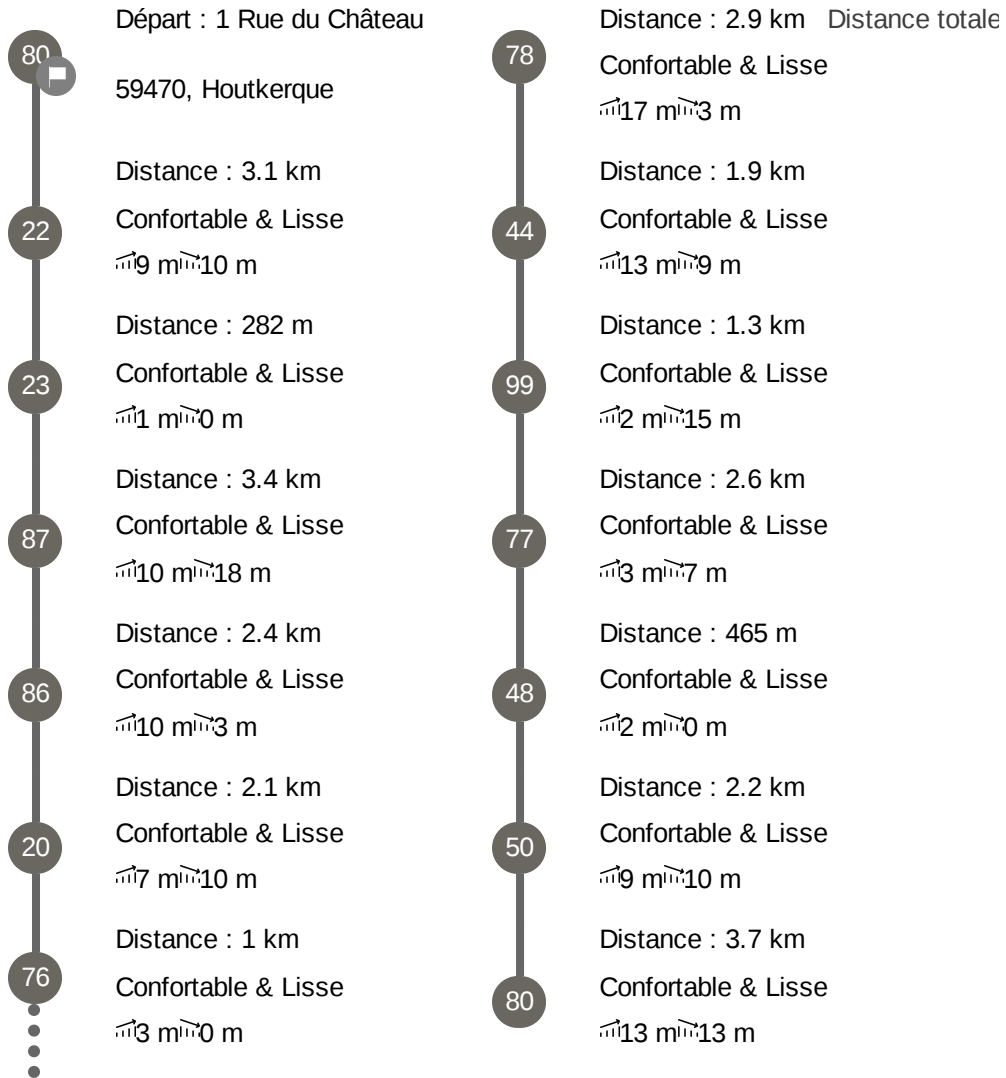 80
Départ : 1 Rue du Château
59470, Houtkerque
Distance : 3.1 km
22
Confortable & Lisse
9 m 10 m
Distance : 282 m
23
Confortable & Lisse
1 m 0 m
Distance : 3.4 km
87
Confortable & Lisse
10 m 18 m
Distance : 2.4 km
86
Confortable & Lisse
10 m 3 m
Distance : 2.1 km
20
Confortable & Lisse
7 m 10 m
Distance : 1 km
76
Confortable & Lisse
3 m 0 m
Distance : 2.9 km Distance totale
78
Confortable & Lisse
17 m 3 m
Distance : 1.9 km
44
Confortable & Lisse
13 m 9 m
Distance : 1.3 km
99
Confortable & Lisse
2 m 15 m
Distance : 2.6 km
77
Confortable & Lisse
3 m 7 m
Distance : 465 m
48
Confortable & Lisse
2 m 0 m
Distance : 2.2 km
50
Confortable & Lisse
9 m 10 m
Distance : 3.7 km
80
Confortable & Lisse
13 m 13 m